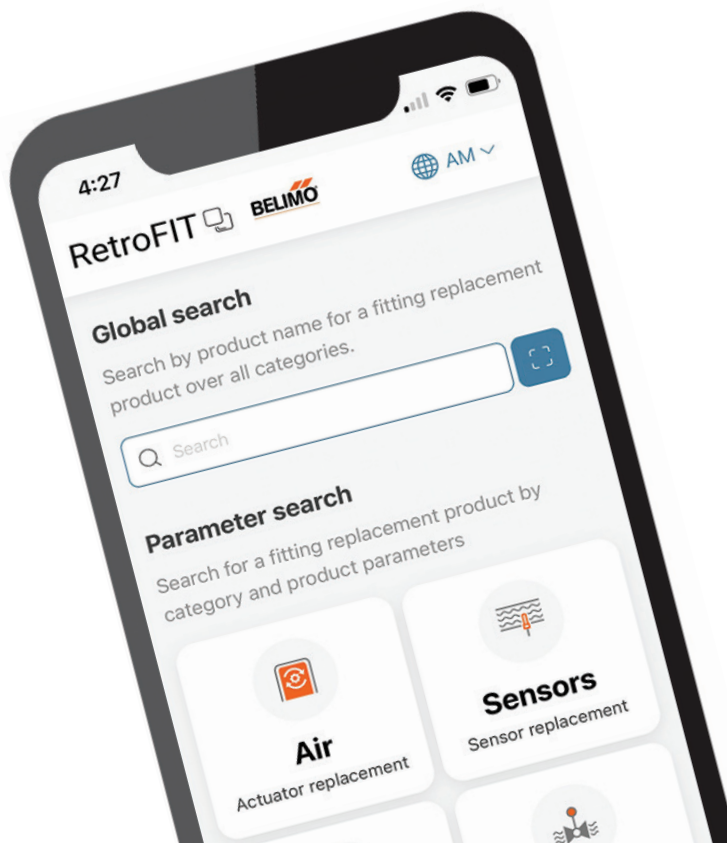 4:27
RetroFIT BELIMO AM
Global search
Search by product name for a fitting replacement
product over all categories.
Search
Parameter search
Search for a fitting replacement product by
category and product parameters
Air
Actuator replacement
Sensors
Sensor replacement